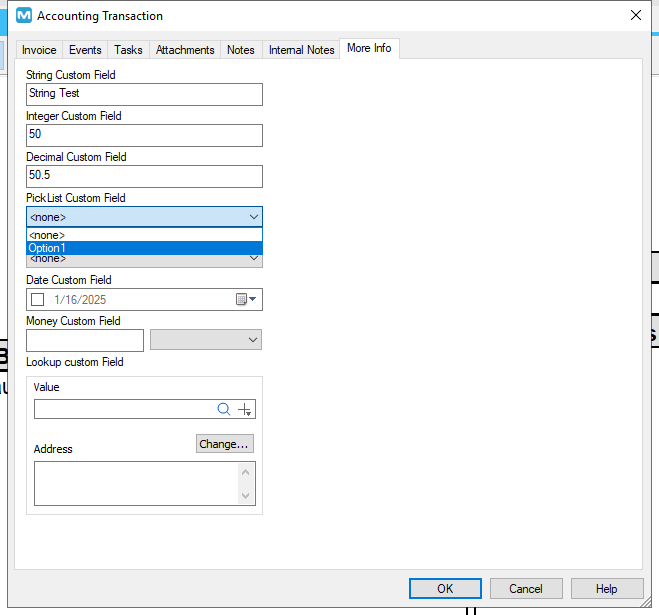 M Accounting Transaction
Invoice Events Tasks Attachments Notes Internal Notes More Info
String Custom Field
String Test
Integer Custom Field
50
Decimal Custom Field
50.5
PickList Custom Field
<none>
<none>
Option1
<none>
Date Custom Field
1/16/2025
Money Custom Field
Lookup custom Field
Value
Address Change...
OK Cancel Help